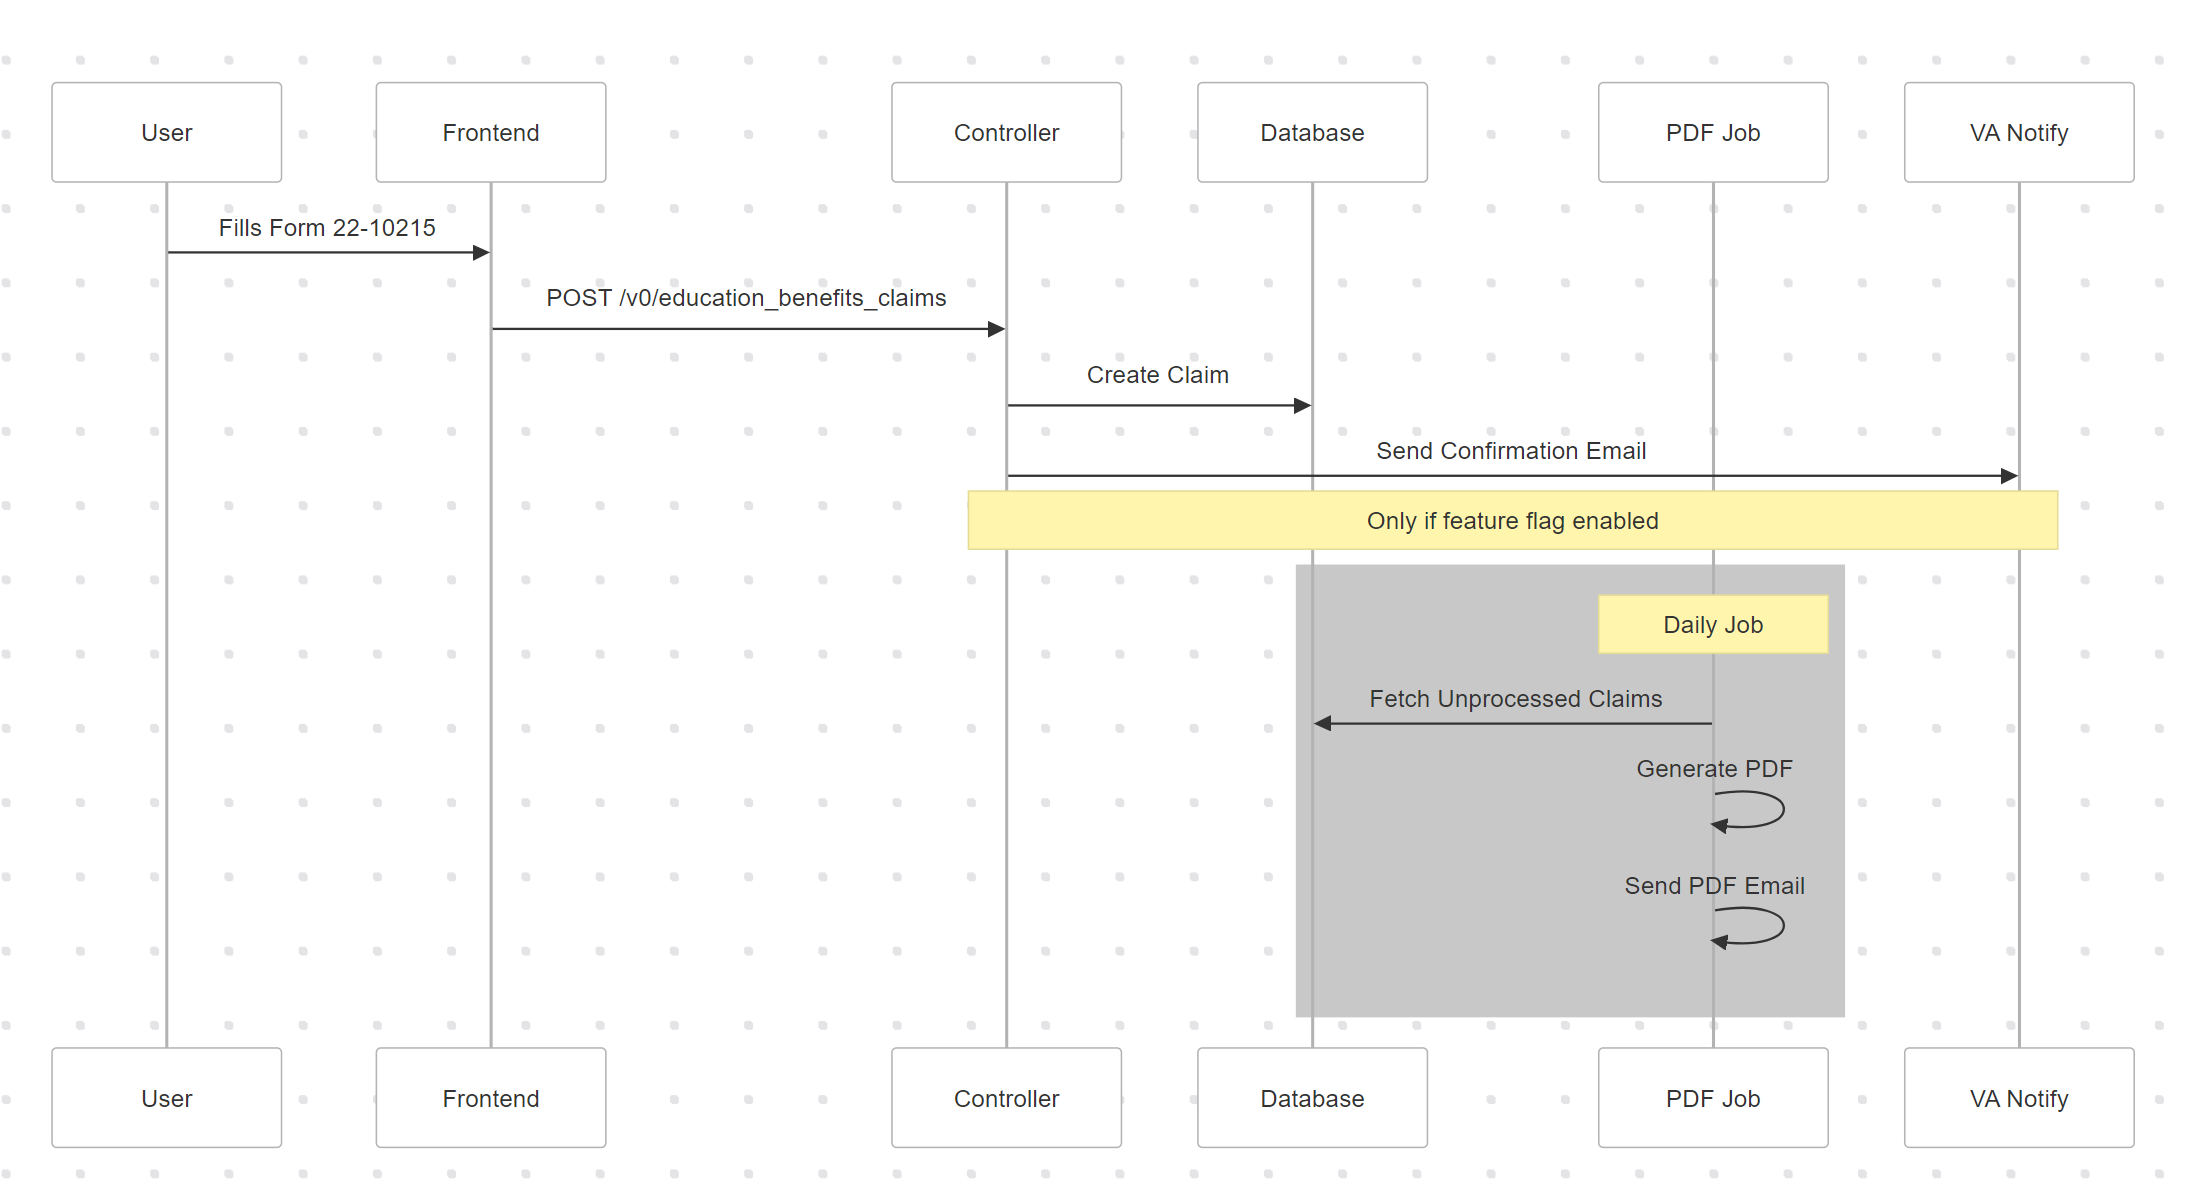 User
Frontend
Controller
Database
PDF Job
VA Notify
Fills Form 22-10215
POST /v0/education_benefits_claims
Create Claim
Send Confirmation Email
Only if feature flag enabled
Daily Job
Fetch Unprocessed Claims
Generate PDF
Send PDF Email
User
Frontend
Controller
Database
PDF Job
VA Notify